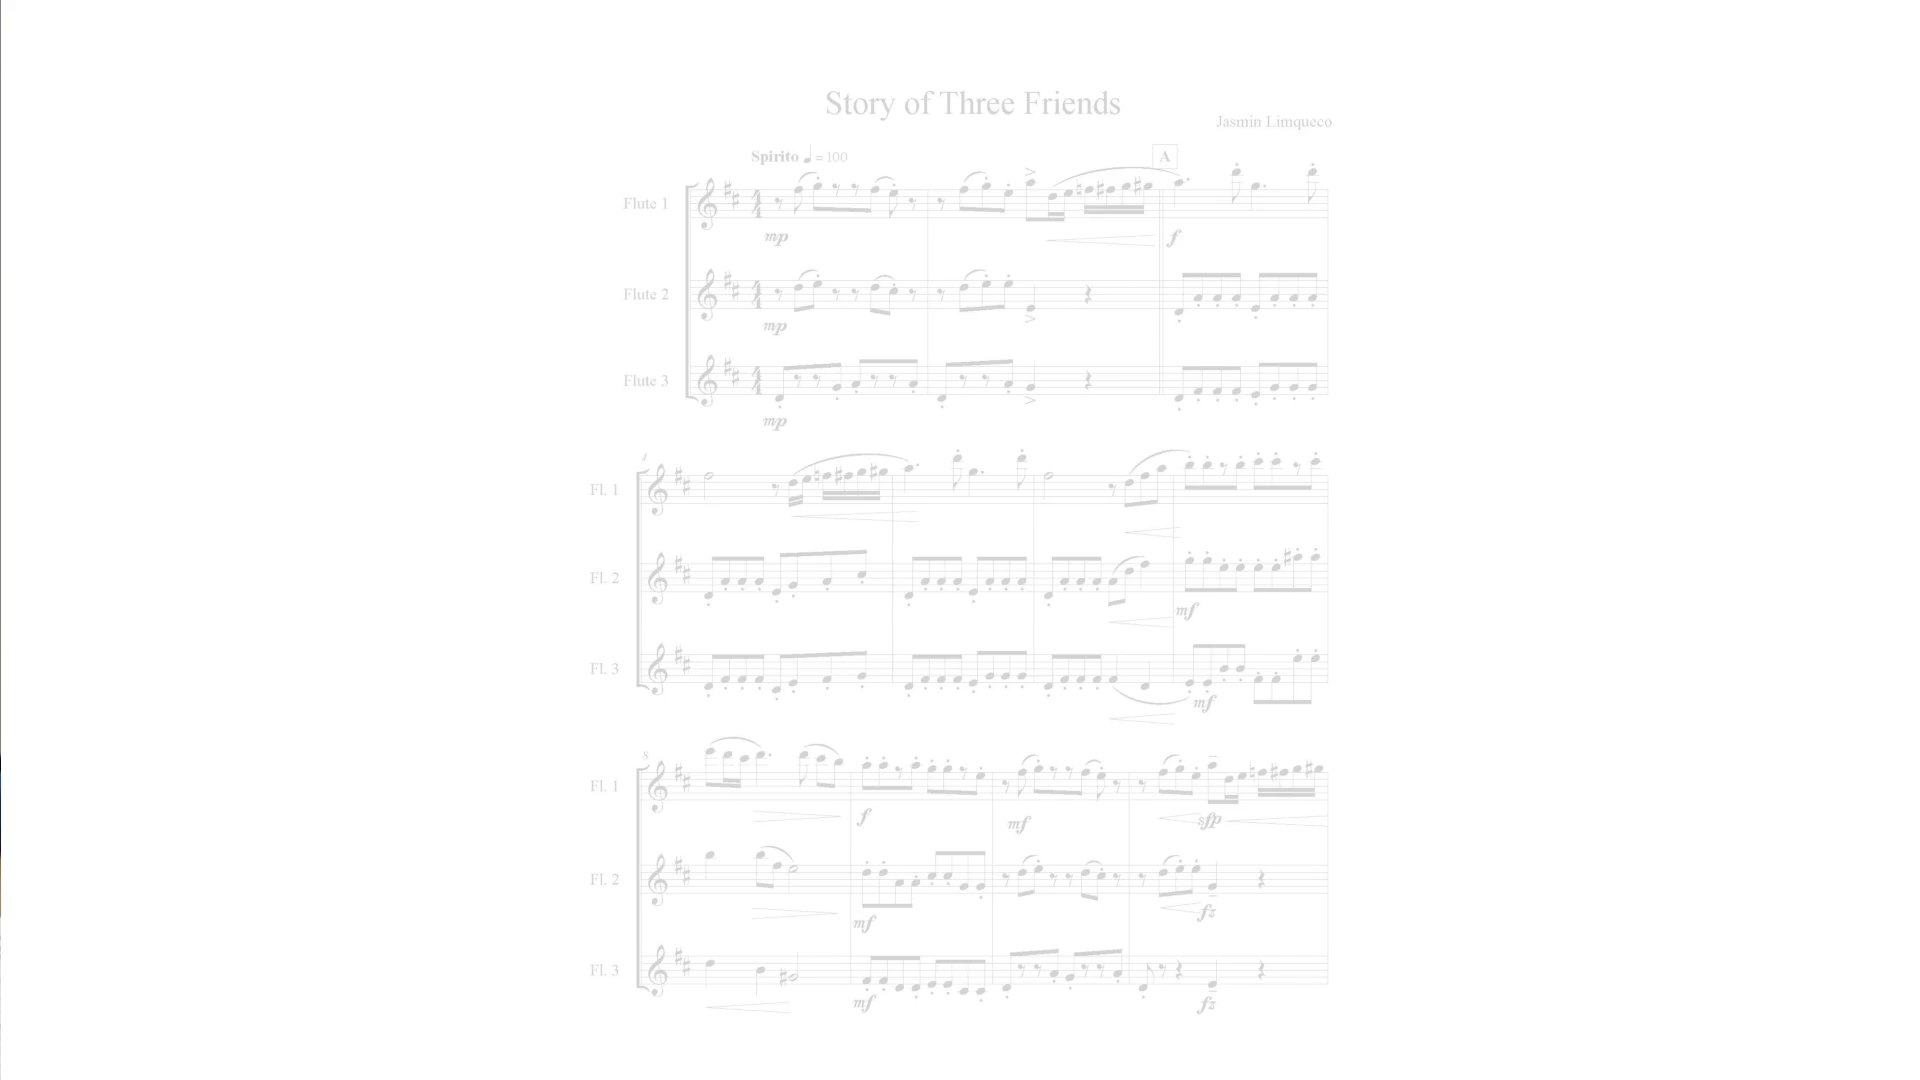 Story of Three Friends
Jasmin Limqueco
Spirito ♩ = 100
A
Flute 1
mp
f
Flute 2
mp
Flute 3
mp
4
Fl. 1
Fl. 2
mf
Fl. 3
mf
8
Fl. 1
f
mf
sfp
Fl. 2
mf
fz
Fl. 3
mf
fz